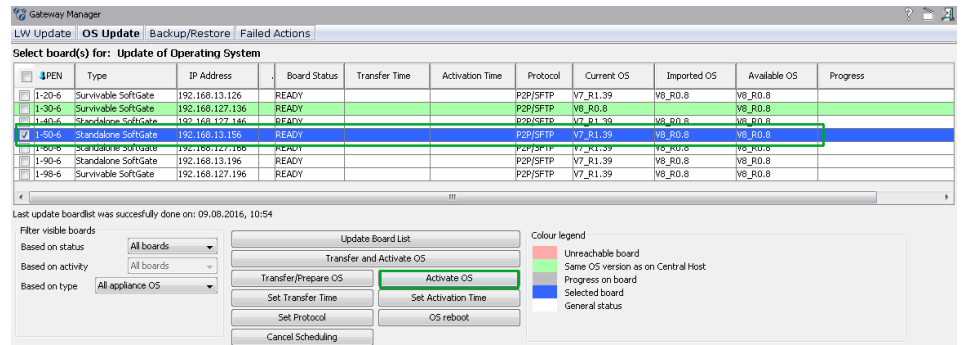 Gateway Manager
LW Update OS Update Backup/Restore Failed Actions
Select board(s) for: Update of Operating System
PEN Type IP Address . Board Status Transfer Time Activation Time Protocol Current OS Imported OS Available OS Progress
1-20-6 Survivable SoftGate 192.168.13.126 READY P2P/SFTP V7_R1.39 V8_R0.8 V8_R0.8
1-30-6 Survivable SoftGate 192.168.127.136 READY P2P/SFTP V8_R0.8 V8_R0.8
1-40-6 Standalone SoftGate 192.168.127.146 READY P2P/SFTP V7_R1.39 V8_R0.8 V8_R0.8
1-50-6 Standalone SoftGate 192.168.13.156 READY P2P/SFTP V7_R1.39 V8_R0.8 V8_R0.8
1-60-6 Standalone SoftGate 192.168.127.166 READY P2P/SFTP V7_R1.39 V8_R0.8 V8_R0.8
1-90-6 Standalone SoftGate 192.168.13.196 READY P2P/SFTP V7_R1.39 V8_R0.8 V8_R0.8
1-98-6 Survivable SoftGate 192.168.127.196 READY P2P/SFTP V7_R1.39 V8_R0.8 V8_R0.8
Last update boardlist was succesfully done on: 09.08.2016, 10:54
Filter visible boards
Based on status All boards
Based on activity All boards
Based on type All appliance OS
Update Board List
Transfer and Activate OS
Transfer/Prepare OS Activate OS
Set Transfer Time Set Activation Time
Set Protocol OS reboot
Cancel Scheduling
Colour legend
Unreachable board
Same OS version as on Central Host
Progress on board
Selected board
General status